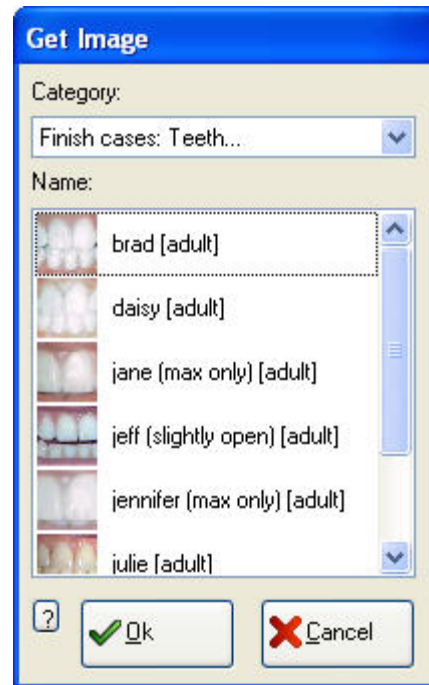 Get Image
Category:
Finish cases: Teeth...
Name:
brad [adult]
daisy [adult]
jane (max only) [adult]
jeff (slightly open) [adult]
jennifer (max only) [adult]
julie [adult]
?
Ok
Cancel